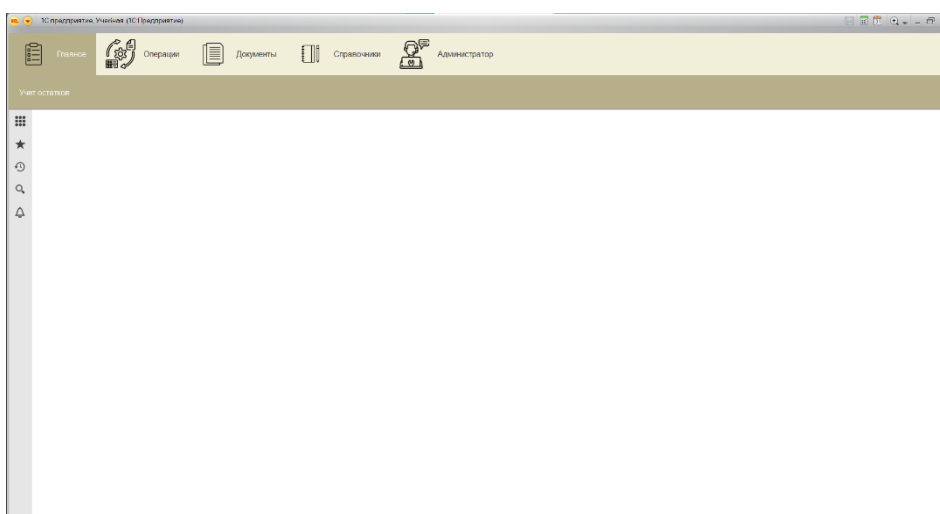 1С предприятие, Учебная (1С:Предприятие)
Главное
Операции
Документы
Справочники
Администратор
Учет остатков